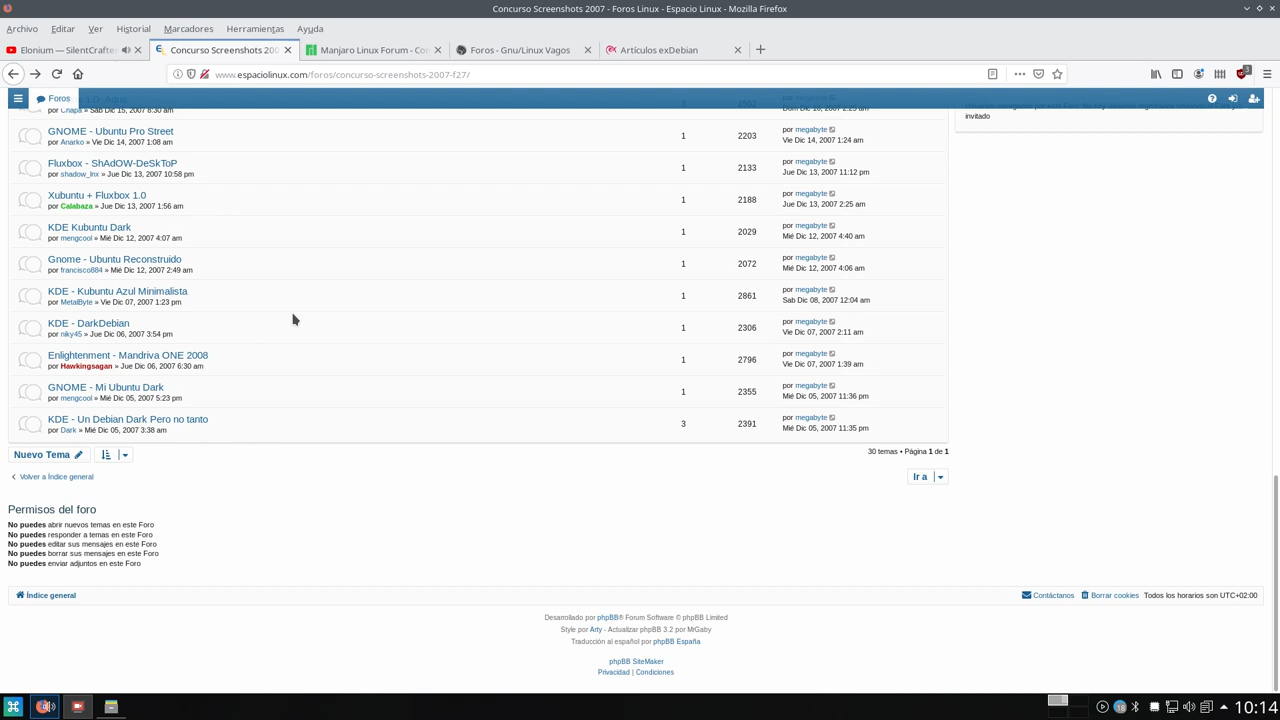 Concurso Screenshots 2007 - Foros Linux - Espacio Linux - Mozilla Firefox
Archivo Editar Ver Historial Marcadores Herramientas Ayuda
Elonium — SilentCrafte
Concurso Screenshots 200
Manjaro Linux Forum - Co
Foros - Gnu/Linux Vagos
Artículos exDebian
www.espaciolinux.com/foros/concurso-screenshots-2007-f27/
3
Foros
por Chapa » Sab Dic 15, 2007 8:30 am
invitado
GNOME - Ubuntu Pro Street
por Anarko » Vie Dic 14, 2007 1:08 am
1 2203
por megabyte
Vie Dic 14, 2007 1:24 am
Fluxbox - ShAdOW-DeSkToP
por shadow_lnx » Jue Dic 13, 2007 10:58 pm
1 2133
por megabyte
Jue Dic 13, 2007 11:12 pm
Xubuntu + Fluxbox 1.0
por Calabaza » Jue Dic 13, 2007 1:56 am
1 2188
por megabyte
Jue Dic 13, 2007 2:25 am
KDE Kubuntu Dark
por mengcool » Mié Dic 12, 2007 4:07 am
1 2029
por megabyte
Mié Dic 12, 2007 4:40 am
Gnome - Ubuntu Reconstruido
por francisco884 » Mié Dic 12, 2007 2:49 am
1 2072
por megabyte
Mié Dic 12, 2007 4:06 am
KDE - Kubuntu Azul Minimalista
por MetalByte » Vie Dic 07, 2007 1:23 pm
1 2861
por megabyte
Sab Dic 08, 2007 12:04 am
KDE - DarkDebian
por niky45 » Jue Dic 06, 2007 3:54 pm
1 2306
por megabyte
Vie Dic 07, 2007 2:11 am
Enlightenment - Mandriva ONE 2008
por Hawkingsagan » Jue Dic 06, 2007 6:30 am
1 2796
por megabyte
Vie Dic 07, 2007 1:39 am
GNOME - Mi Ubuntu Dark
por mengcool » Mié Dic 05, 2007 5:23 pm
1 2355
por megabyte
Mié Dic 05, 2007 11:36 pm
KDE - Un Debian Dark Pero no tanto
por Dark » Mié Dic 05, 2007 3:38 am
3 2391
por megabyte
Mié Dic 05, 2007 11:35 pm
Nuevo Tema
30 temas • Página 1 de 1
Volver a Índice general
Ir a
Permisos del foro
No puedes abrir nuevos temas en este Foro
No puedes responder a temas en este Foro
No puedes editar sus mensajes en este Foro
No puedes borrar sus mensajes en este Foro
No puedes enviar adjuntos en este Foro
Índice general
Contáctanos Borrar cookies Todos los horarios son UTC+02:00
Desarrollado por phpBB® Forum Software © phpBB Limited
Style por Arty - Actualizar phpBB 3.2 por MrGaby
Traducción al español por phpBB España
phpBB SiteMaker
Privacidad | Condiciones
18
10:14